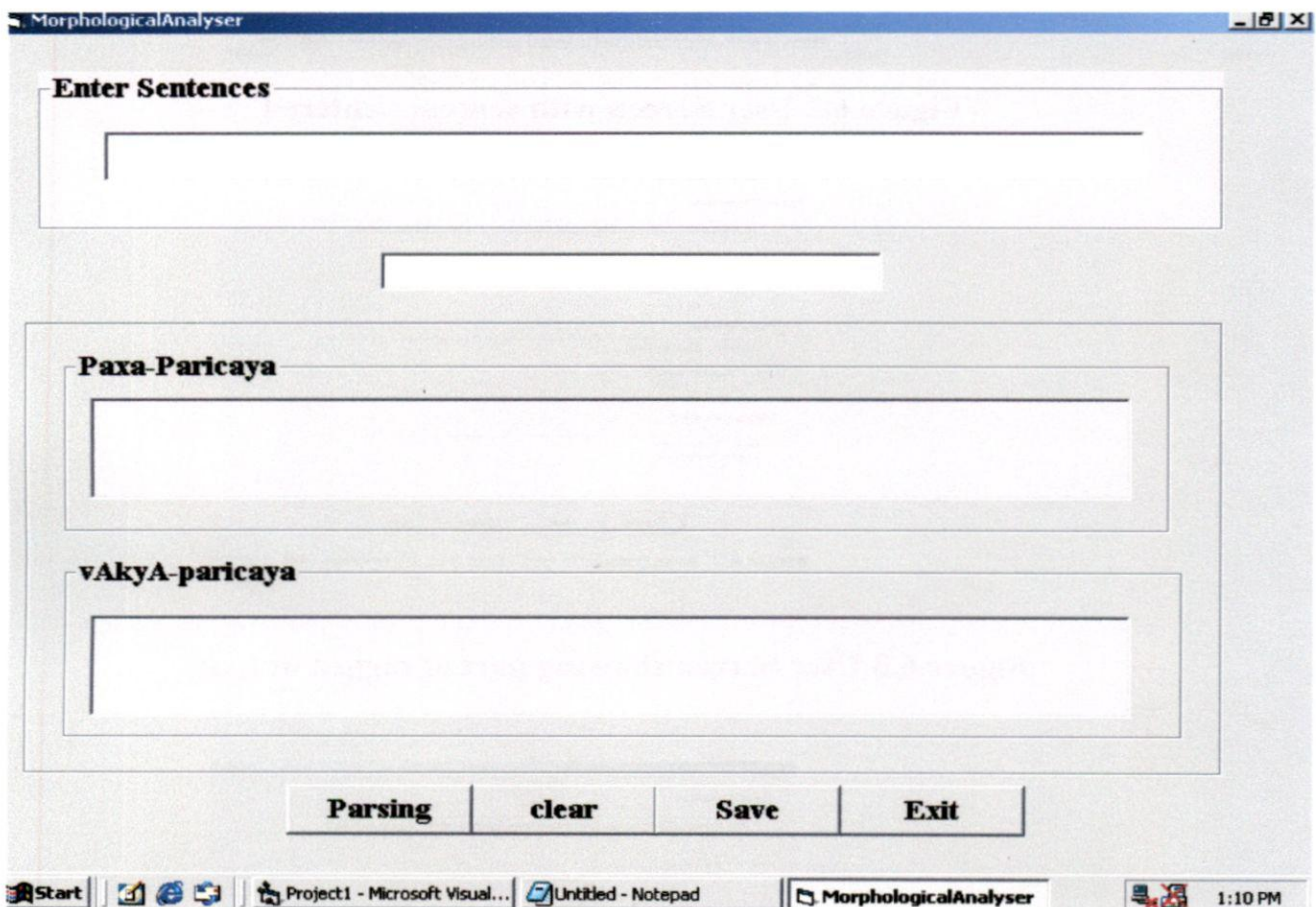 MorphologicalAnalyser
Enter Sentences
Paxa-Paricaya
vAkyA-paricaya
Parsing clear Save Exit
Start Project1 - Microsoft Visual... Untitled - Notepad MorphologicalAnalyser 1:10 PM